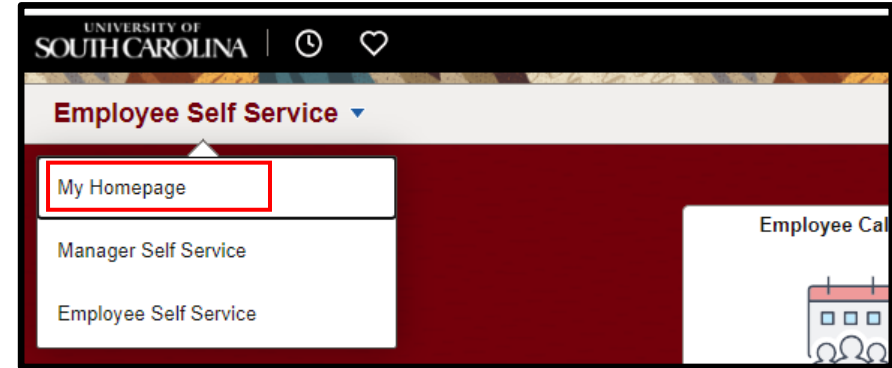 UNIVERSITY OF
SOUTH CAROLINA
Employee Self Service
My Homepage
Manager Self Service
Employee Self Service
Employee Cal